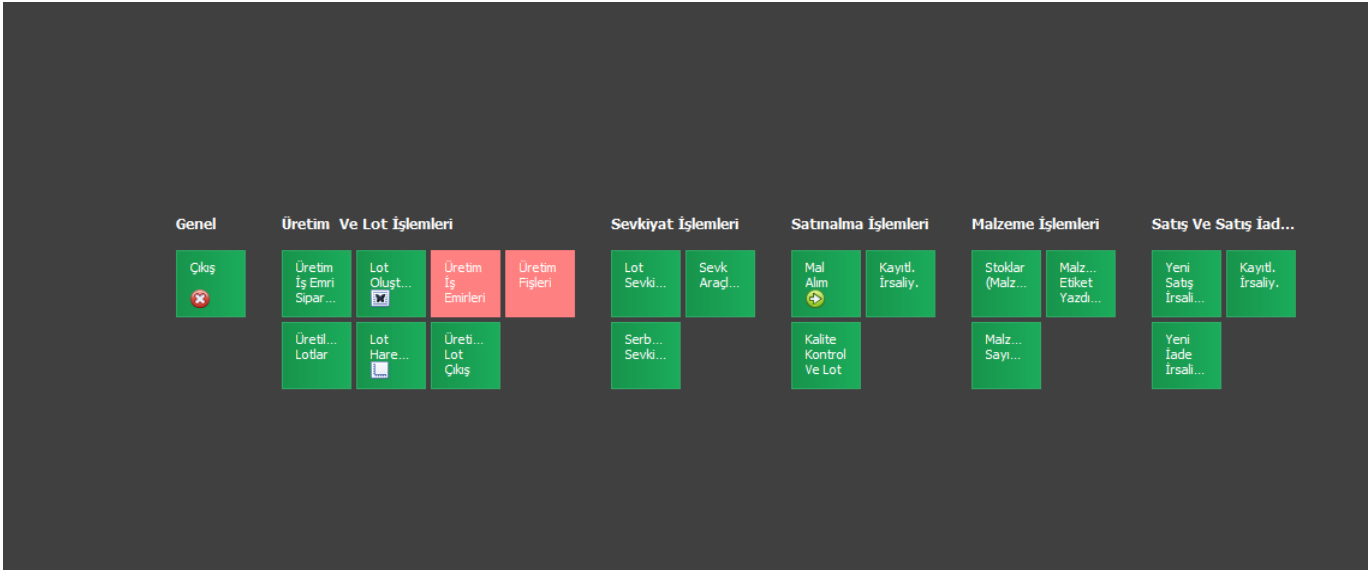 Genel
Çıkış
Üretim Ve Lot İşlemleri
Üretim
İş Emri
Sipar...
Lot
Oluşt...
Üretim
İş
Emirleri
Üretim
Fişleri
Üretil...
Lotlar
Lot
Hare...
Üreti...
Lot
Çıkış
Sevkiyat İşlemleri
Lot
Sevki...
Sevk
Araçl...
Serb...
Sevki...
Satınalma İşlemleri
Mal
Alım
Kayıtl.
İrsaliy.
Kalite
Kontrol
Ve Lot
Malzeme İşlemleri
Stoklar
(Malz...
Malz...
Etiket
Yazdı...
Malz...
Sayı...
Satış Ve Satış İad...
Yeni
Satış
İrsali...
Kayıtl.
İrsaliy.
Yeni
İade
İrsali...